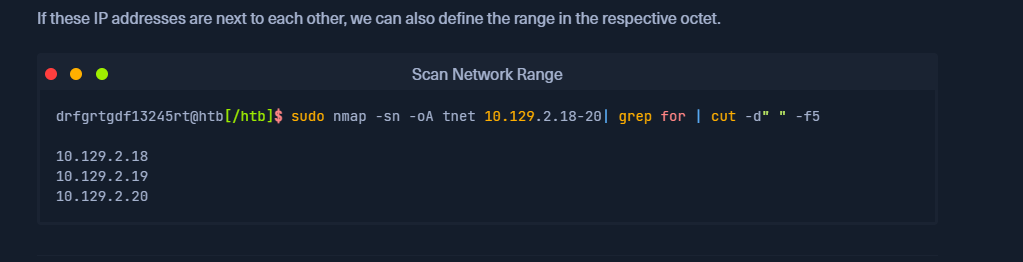 If these IP addresses are next to each other, we can also define the range in the respective octet.
Scan Network Range
drfgrtgdf13245rt@htb[/htb]$ sudo nmap -sn -oA tnet 10.129.2.18-20| grep for | cut -d" " -f5
10.129.2.18
10.129.2.19
10.129.2.20